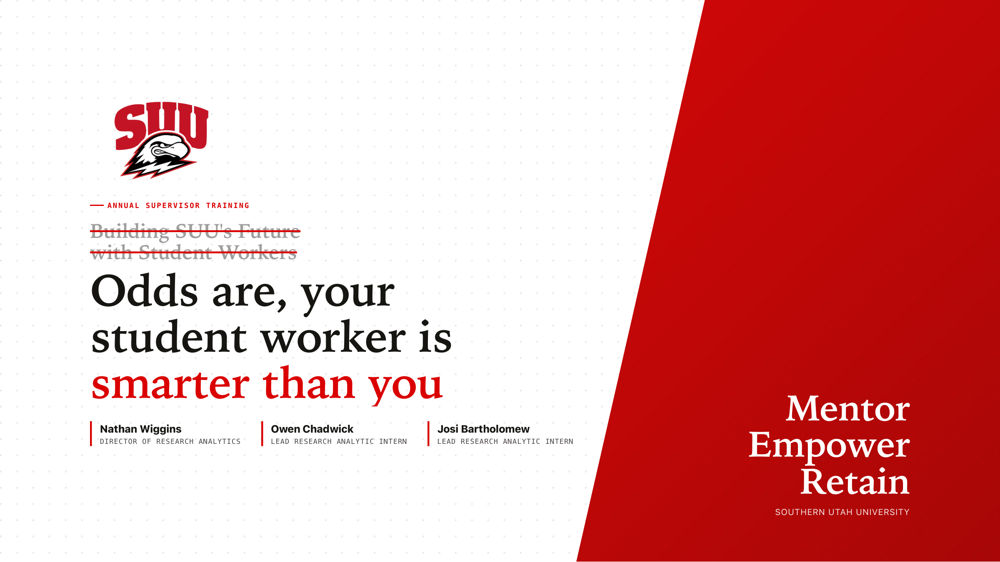 SUU
ANNUAL SUPERVISOR TRAINING
Building SUU's Future
with Student Workers
Odds are, your
student worker is
smarter than you
Nathan Wiggins
DIRECTOR OF RESEARCH ANALYTICS
Owen Chadwick
LEAD RESEARCH ANALYTIC INTERN
Josi Bartholomew
LEAD RESEARCH ANALYTIC INTERN
Mentor
Empower
Retain
SOUTHERN UTAH UNIVERSITY